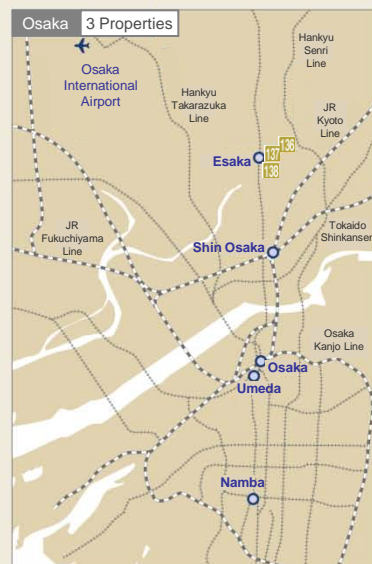 Osaka 3 Properties
Osaka
International
Airport
Hankyu
Senri
Line
Hankyu
Takarazuka
Line
JR
Kyoto
Line
136
137
138
Esaka
JR
Fukuchiyama
Line
Shin Osaka
Tokaido
Shinkansen
Osaka
Kanjo Line
Osaka
Umeda
Namba